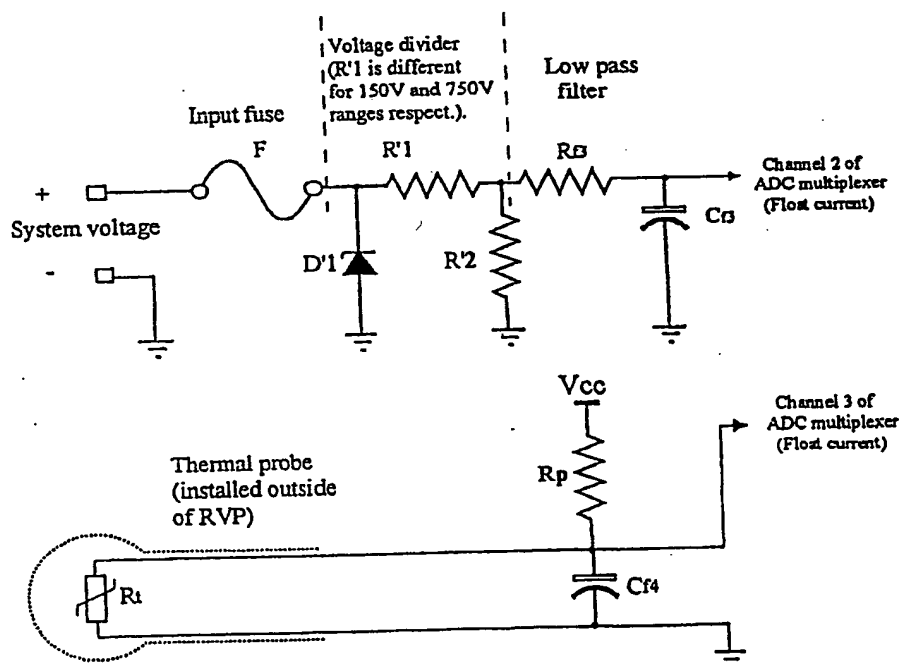 Voltage divider
(R'1 is different
for 150V and 750V
ranges respect.).
Low pass
filter
Input fuse
F
R'1
Rf3
Channel 2 of
ADC multiplexer
(Float current)
+
System voltage
-
D'1
R'2
Cf3
Vcc
Channel 3 of
ADC multiplexer
(Float current)
Thermal probe
(installed outside
of RVP)
Rp
Rt
Cf4